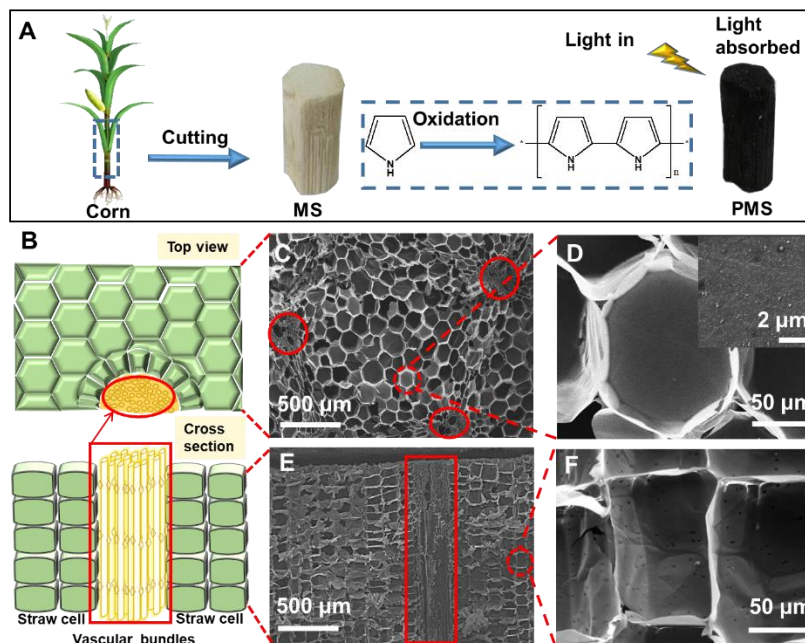 A
Light in
Light absorbed
Cutting
Oxidation
N
H
*
H
N
N
H
n
*
Corn
MS
PMS
B
Top view
Cross section
Straw cell
Straw cell
Vascular bundles
C
500 µm
D
2 µm
50 µm
E
500 µm
F
50 µm